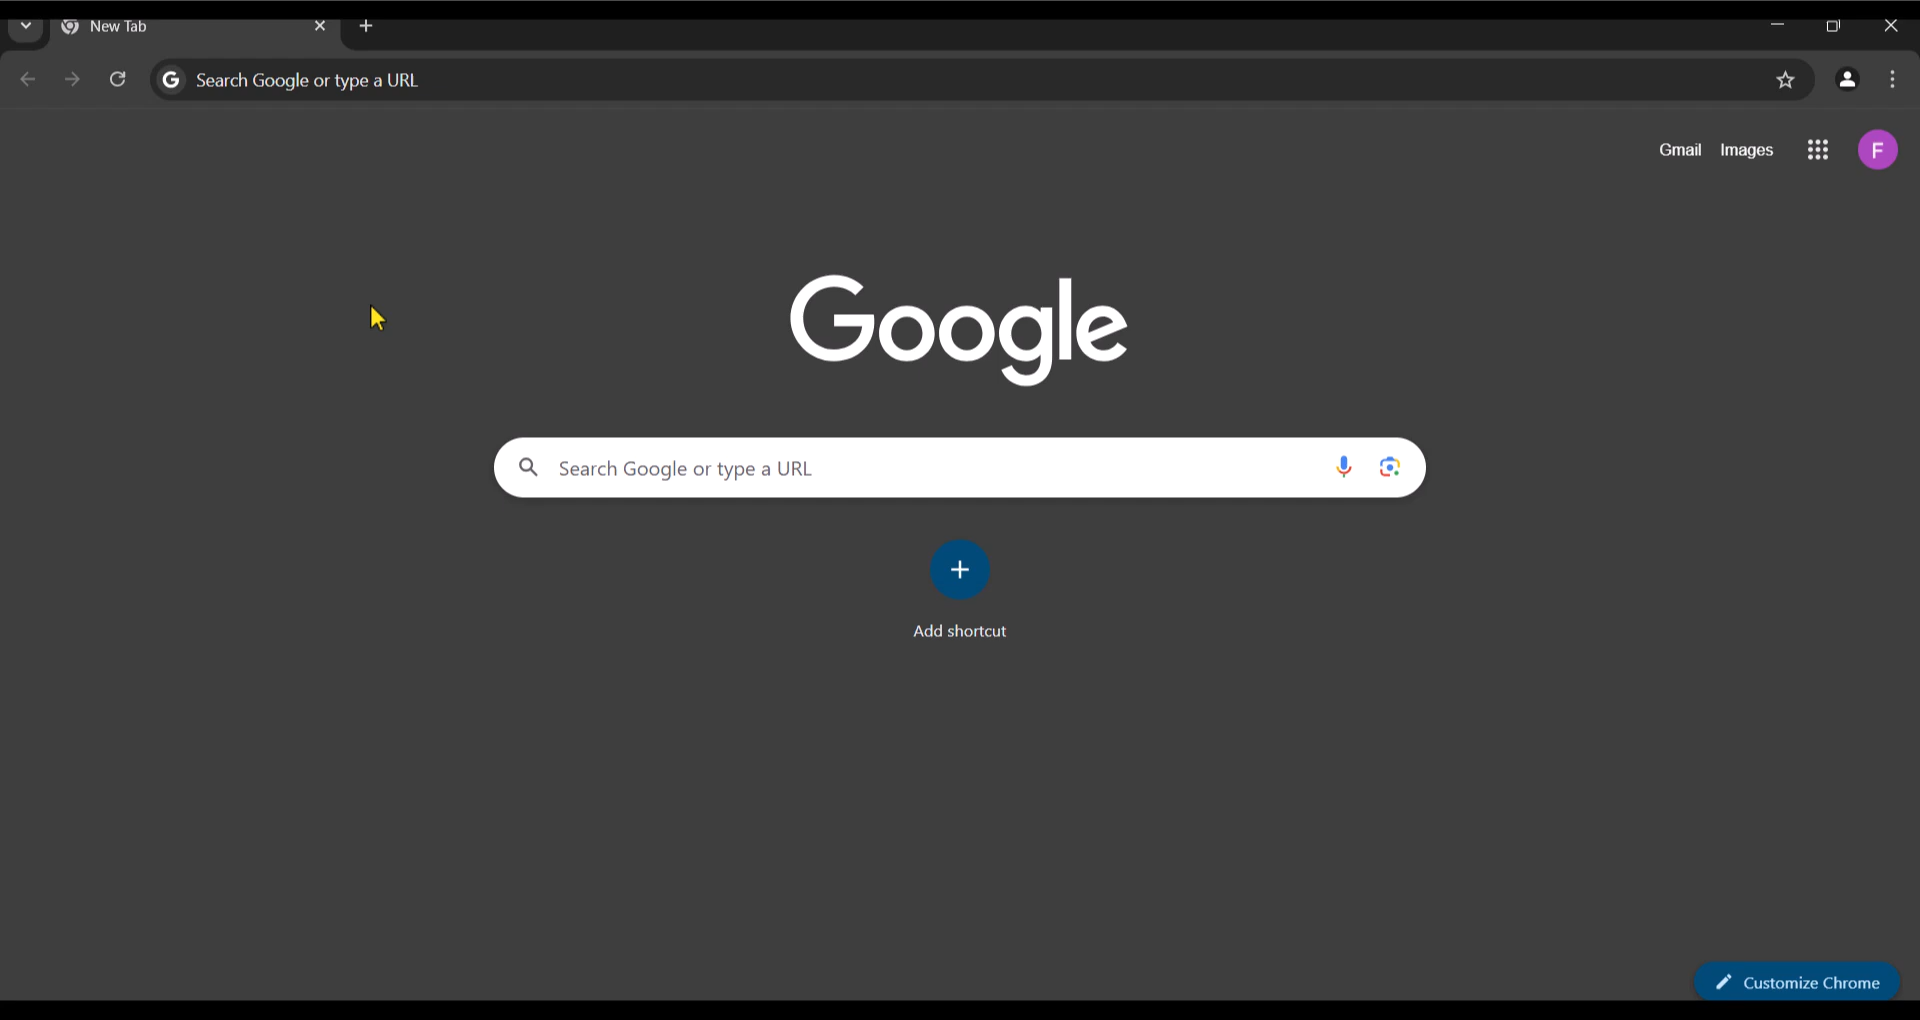 New Tab
Search Google or type a URL
Gmail Images F
Google
Search Google or type a URL
Add shortcut
Customize Chrome